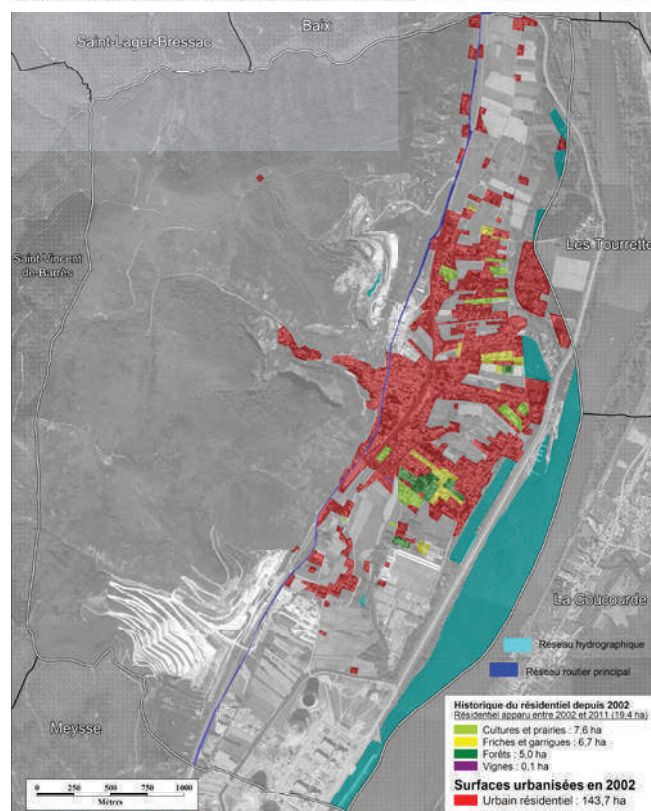 Baix
Saint-Lager-Bressac
Saint-Vincent
de-Barrès
Les Tourrette
La Coucourde
Réseau hydrographique
Réseau routier principal
Meysse
Historique du résidentiel depuis 2002
Résidentiel apparu entre 2002 et 2011 (19,4 ha)
Cultures et prairies : 7,6 ha
Friches et garrigues : 6,7 ha
Forêts : 5,0 ha
Vignes : 0,1 ha
Surfaces urbanisées en 2002
Urbain résidentiel : 143,7 ha
0 250 500 750 1000
Mètres